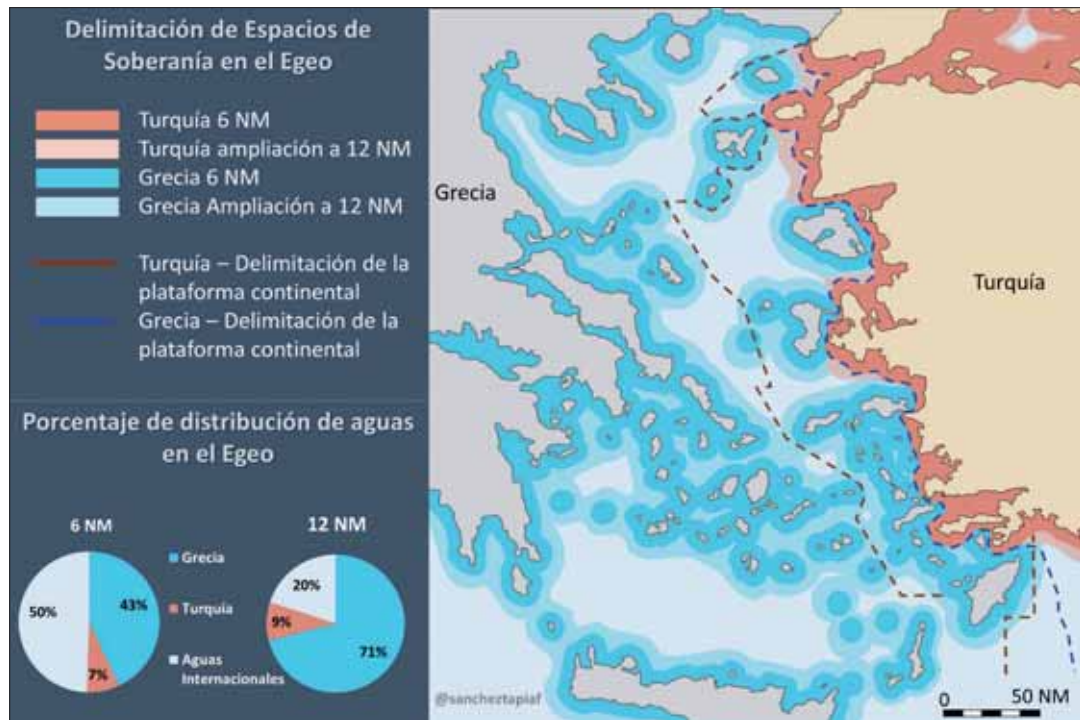 Delimitación de Espacios de
Soberanía en el Egeo
Turquía 6 NM
Turquía ampliación a 12 NM
Grecia 6 NM
Grecia Ampliación a 12 NM
Turquía – Delimitación de la
plataforma continental
Grecia – Delimitación de la
plataforma continental
Porcentaje de distribución de aguas
en el Egeo
6 NM
50%
43%
7%
Grecia
Turquia
Aguas
Internacionales
12 NM
20%
9%
71%
Grecia
Turquía
@sancheztapiaf
0 50 NM